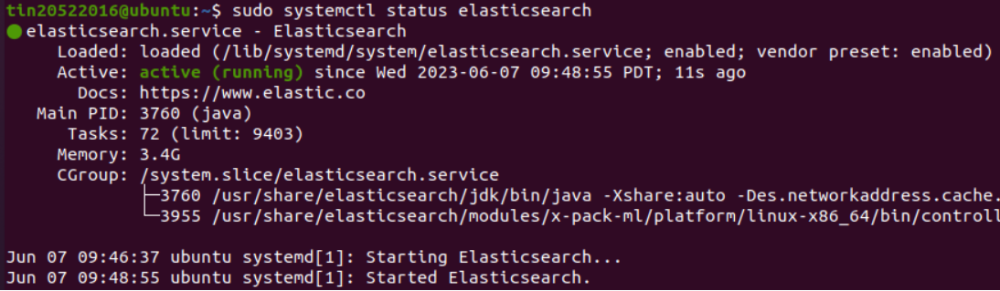 tin20522016@ubuntu:~$ sudo systemctl status elasticsearch
● elasticsearch.service - Elasticsearch
Loaded: loaded (/lib/systemd/system/elasticsearch.service; enabled; vendor preset: enabled)
Active: active (running) since Wed 2023-06-07 09:48:55 PDT; 11s ago
Docs: https://www.elastic.co
Main PID: 3760 (java)
Tasks: 72 (limit: 9403)
Memory: 3.4G
CGroup: /system.slice/elasticsearch.service
├─3760 /usr/share/elasticsearch/jdk/bin/java -Xshare:auto -Des.networkaddress.cache.
└─3955 /usr/share/elasticsearch/modules/x-pack-ml/platform/linux-x86_64/bin/controll
Jun 07 09:46:37 ubuntu systemd[1]: Starting Elasticsearch...
Jun 07 09:48:55 ubuntu systemd[1]: Started Elasticsearch.